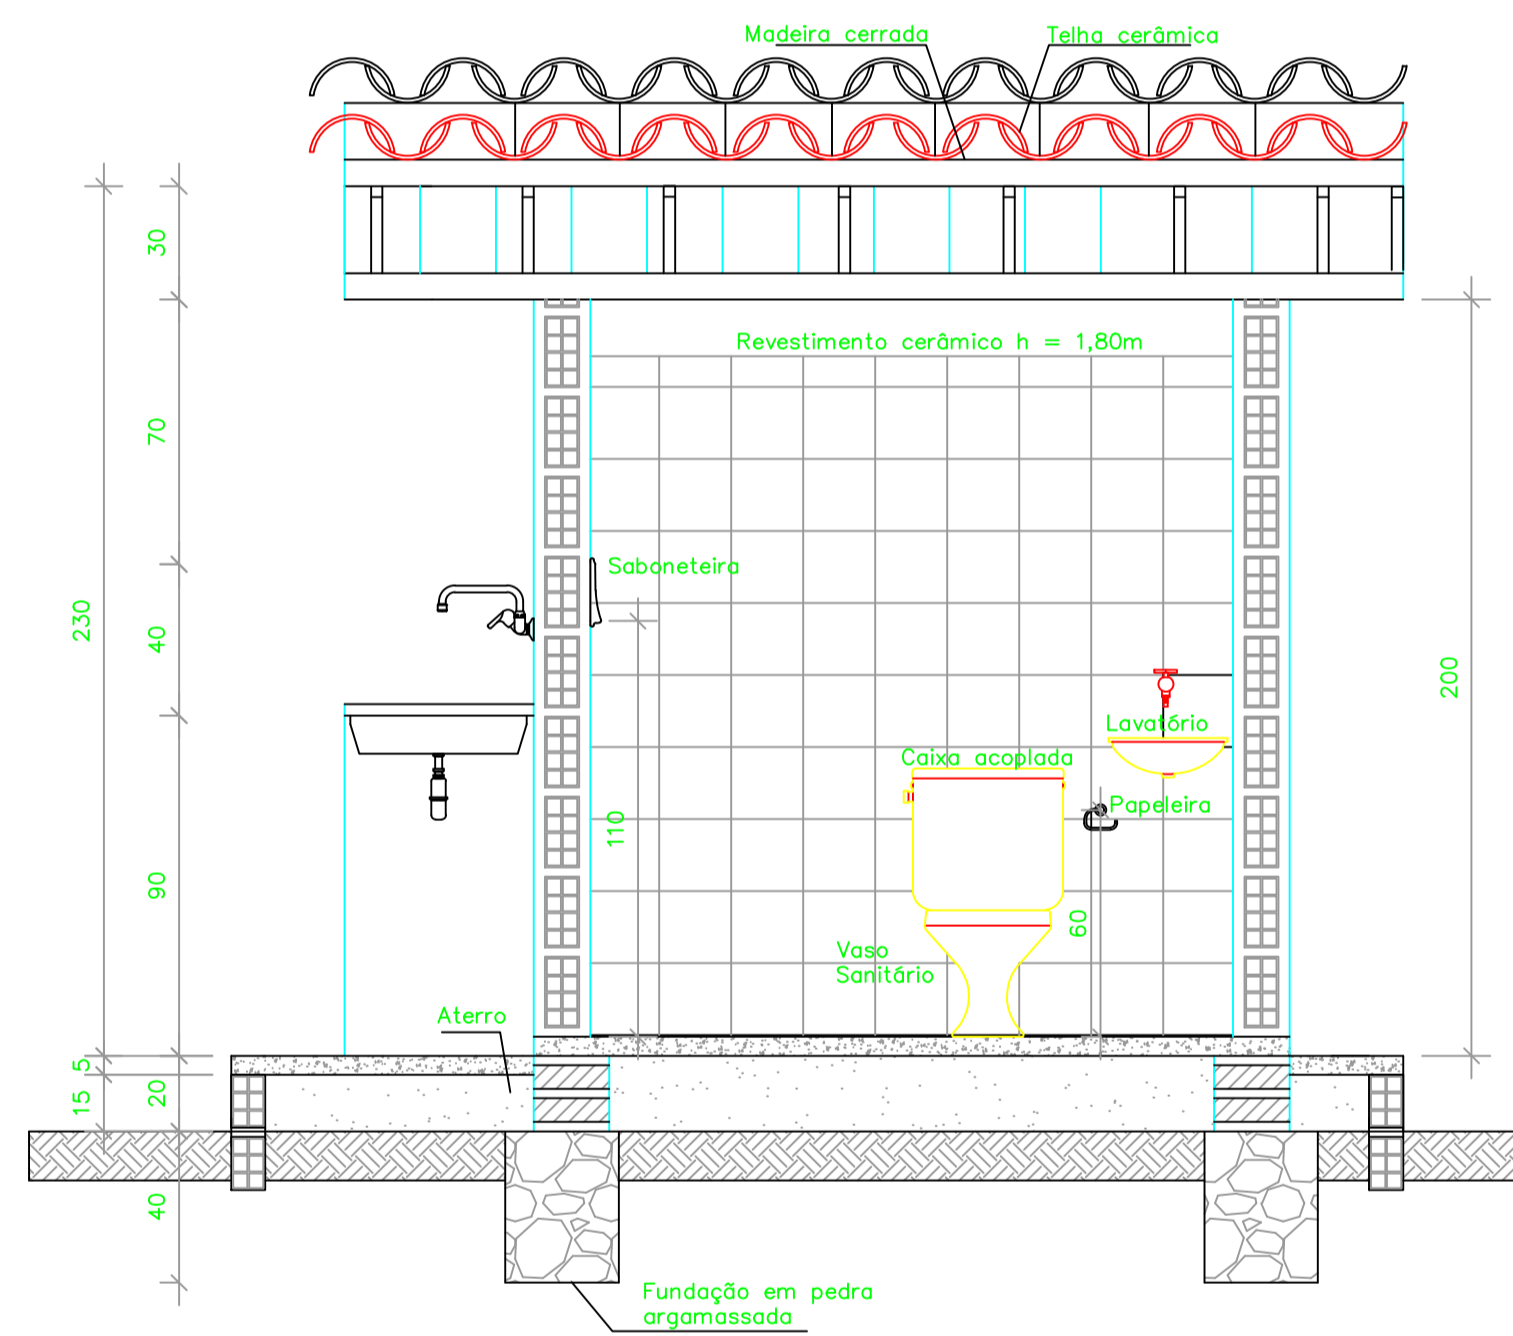 Madeira cerrada
Telha cerâmica
30
Revestimento cerâmico h = 1,80m
70
Saboneteira
230
40
200
Lavatório
Caixa acoplada
Papeleira
110
90
60
Vaso
Sanitário
Aterro
5
15
20
40
Fundação em pedra
argamassada